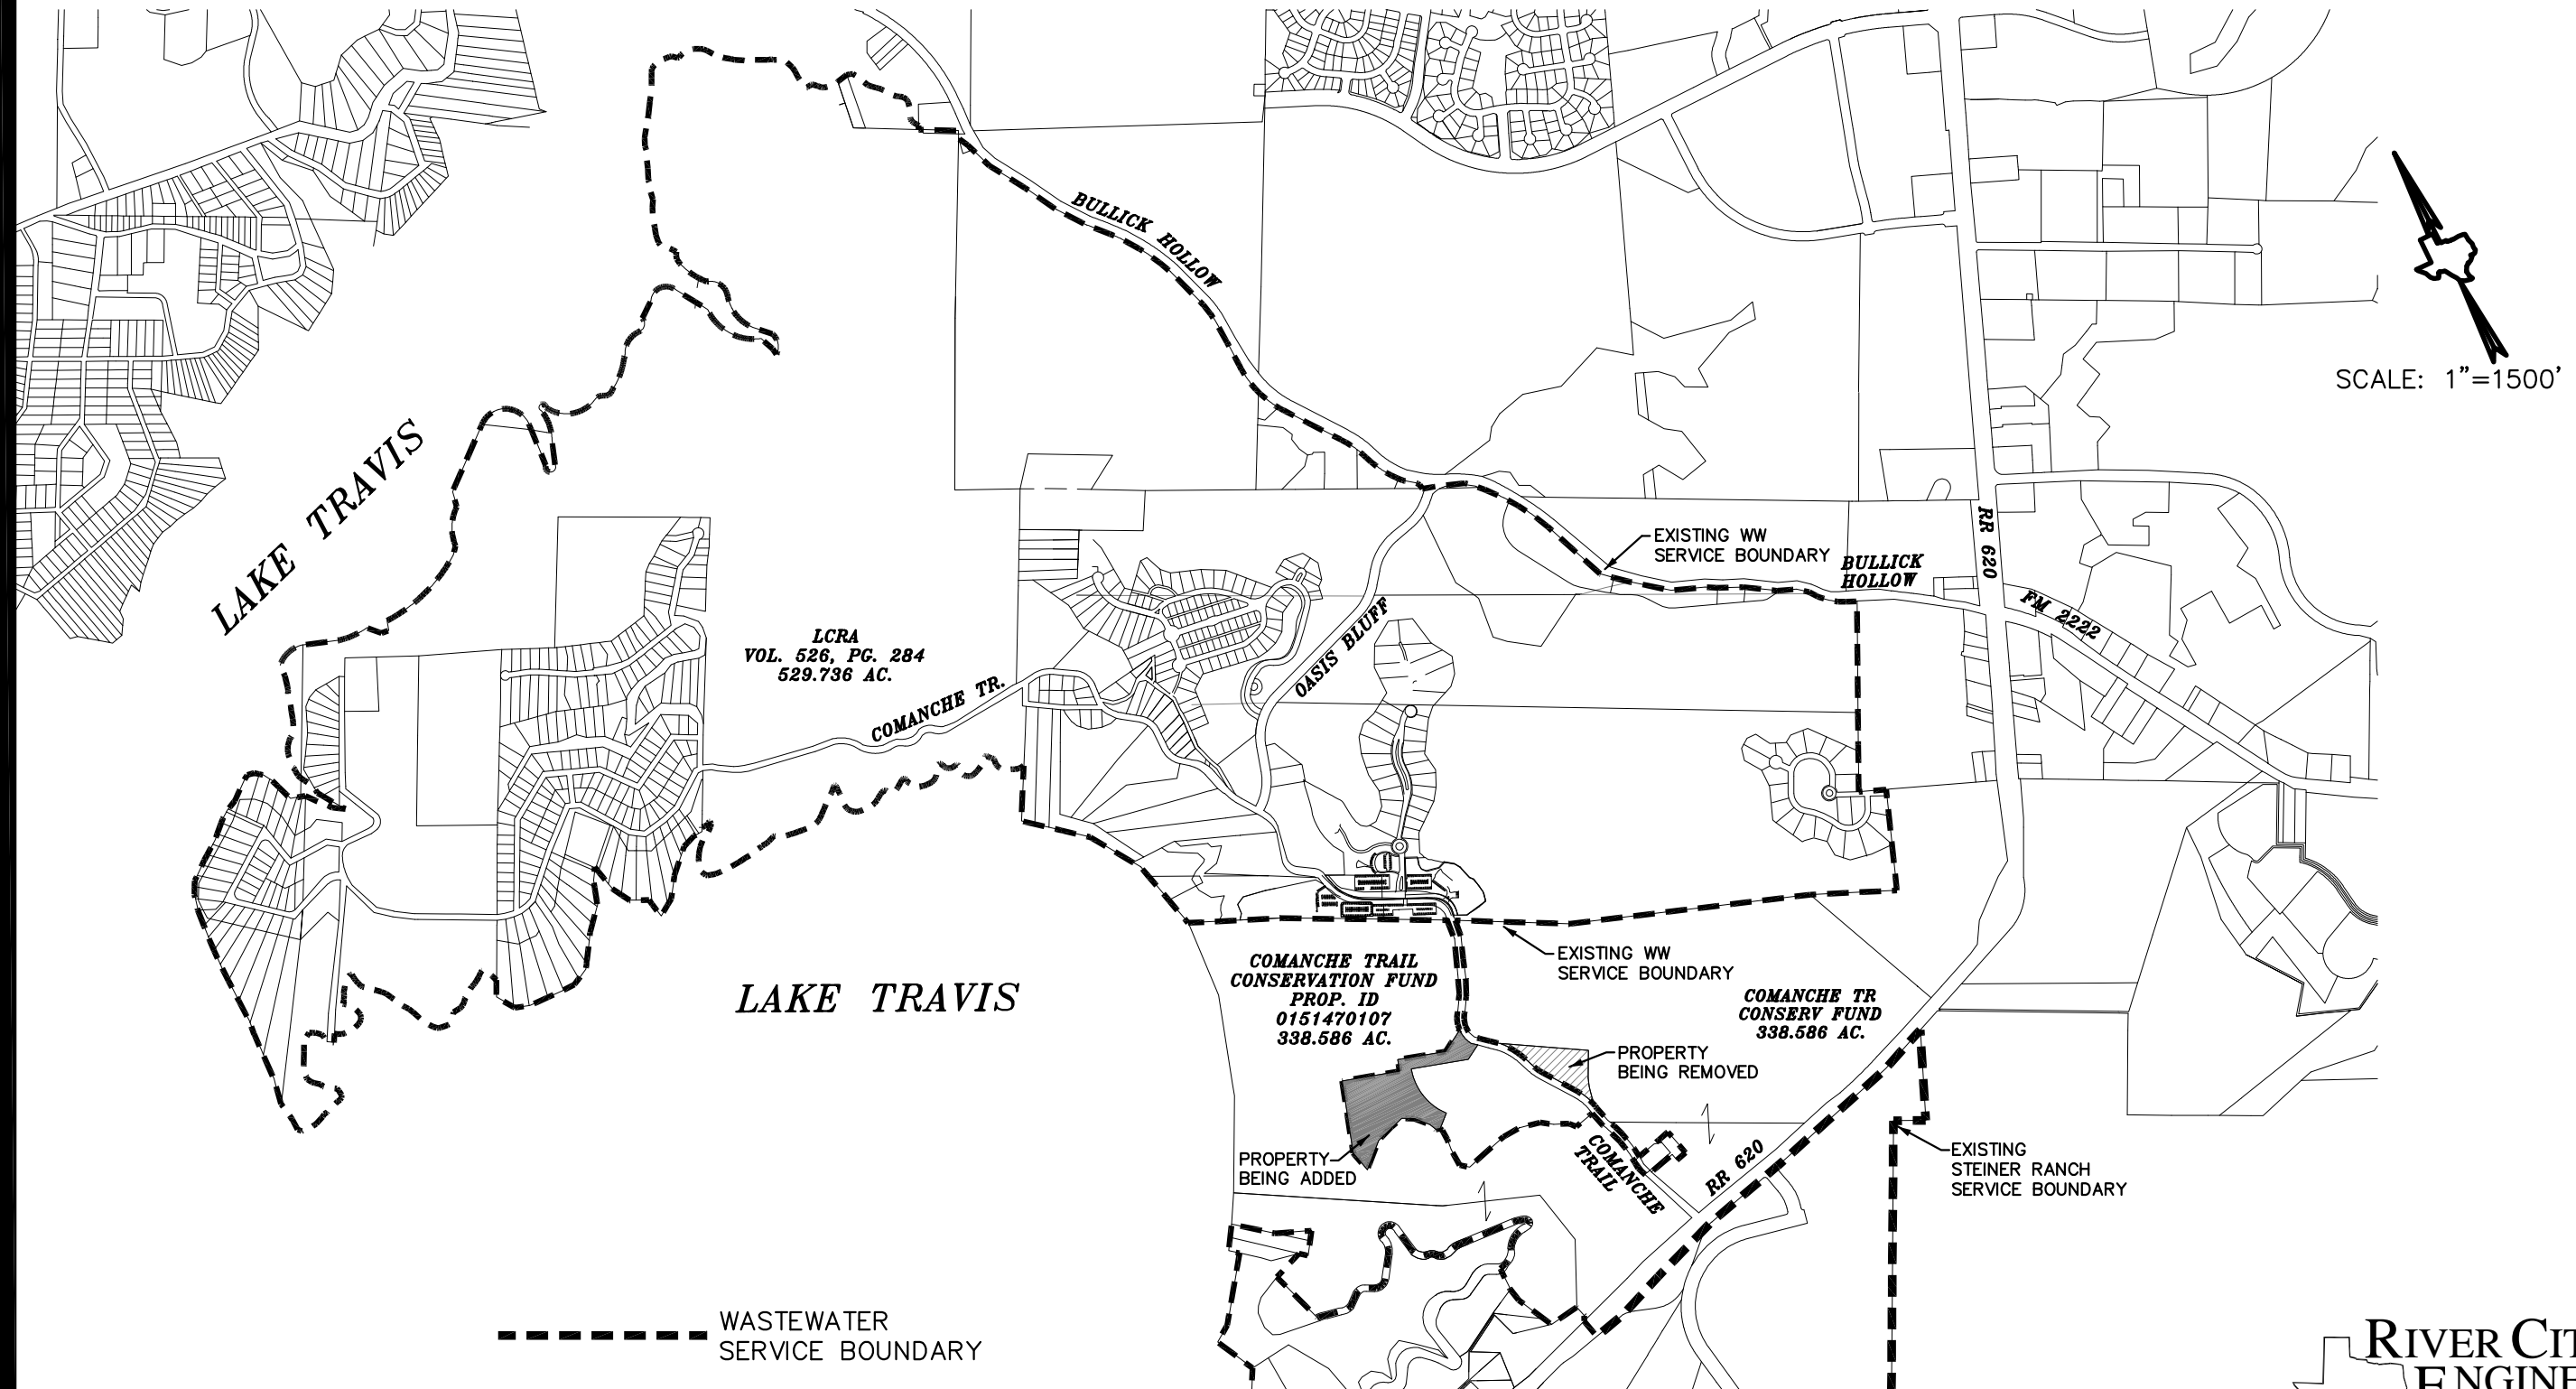 BULLICK HOLLOW
SCALE: 1"=1500'
LAKE TRAVIS
EXISTING WW
SERVICE BOUNDARY
BULLICK
HOLLOW
RR 620
FM 2222
OASIS BLUFF
LCRA
VOL. 526, PG. 284
529.736 AC.
COMANCHE TR.
LAKE TRAVIS
COMANCHE TRAIL
CONSERVATION FUND
PROP. ID
0151470107
338.586 AC.
EXISTING WW
SERVICE BOUNDARY
COMANCHE TR
CONSERV FUND
338.586 AC.
PROPERTY
BEING REMOVED
PROPERTY
BEING ADDED
COMANCHE
TRAIL
RR 620
EXISTING
STEINER RANCH
SERVICE BOUNDARY
WASTEWATER
SERVICE BOUNDARY
RIVER CIT
ENGINE